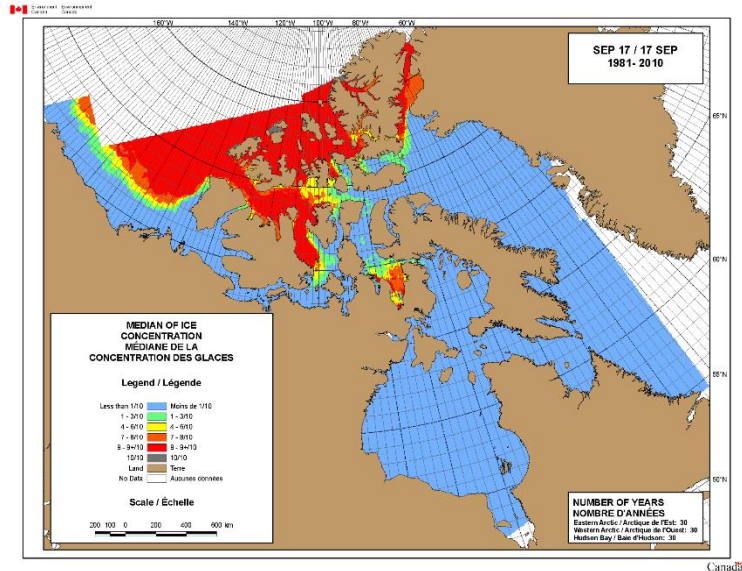 Environment Environnement
Canada Canada
160°W 140°W 120°W 100°W 80°W 60°W
SEP 17 / 17 SEP
1981- 2010
65°N
60°N
55°N
50°N
MEDIAN OF ICE
CONCENTRATION
MÉDIANE DE LA
CONCENTRATION DES GLACES
Legend / Légende
Less than 1/10 Moins de 1/10
1 - 3/10 1 - 3/10
4 - 6/10 4 - 6/10
7 - 8/10 7 - 8/10
9 - 9+/10 9 - 9+/10
10/10 10/10
Land Terre
No Data Aucunes données
Scale / Échelle
200 100 0 200 400 600 km
NUMBER OF YEARS
NOMBRE D'ANNÉES
Eastern Arctic / Arctique de l'Est: 30
Western Arctic / Arctique de l'Ouest: 30
Hudson Bay / Baie d'Hudson: 30
Canada